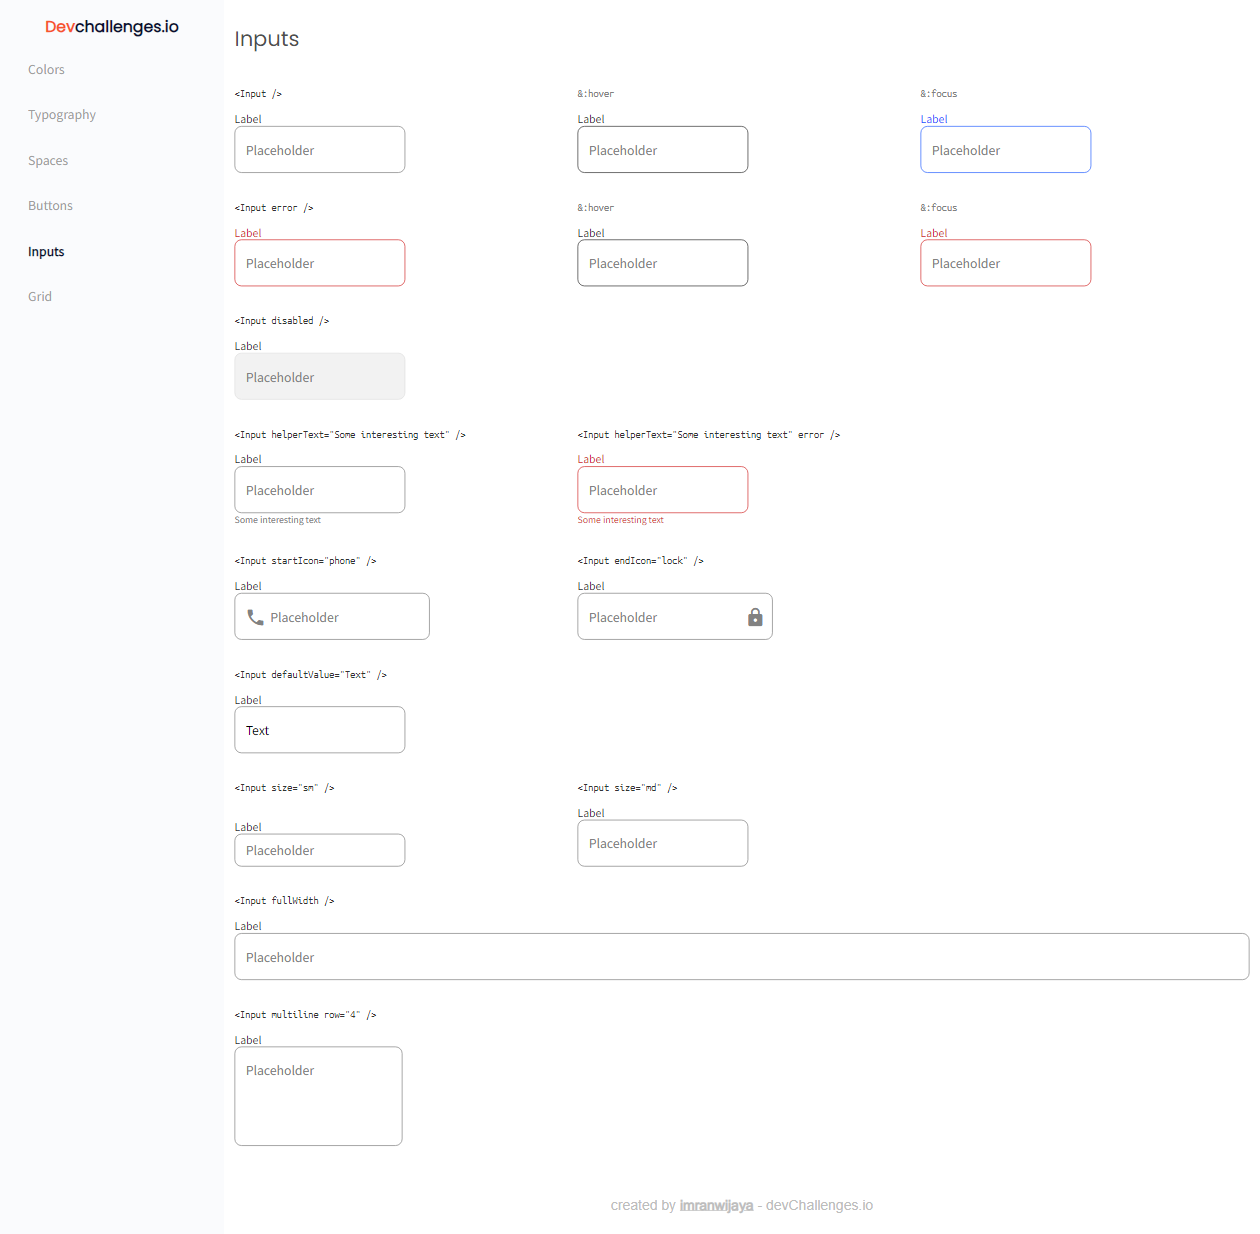 Devchallenges.io
Colors
Typography
Spaces
Buttons
Inputs
Grid
Inputs
<Input />
&:hover
&:focus
Label
Label
Label
Placeholder
Placeholder
Placeholder
<Input error />
&:hover
&:focus
Label
Label
Label
Placeholder
Placeholder
Placeholder
<Input disabled />
Label
Placeholder
<Input helperText="Some interesting text" />
<Input helperText="Some interesting text" error />
Label
Label
Placeholder
Placeholder
Some interesting text
Some interesting text
<Input startIcon="phone" />
<Input endIcon="lock" />
Label
Label
Placeholder
Placeholder
<Input defaultValue="Text" />
Label
Text
<Input size="sm" />
<Input size="md" />
Label
Label
Placeholder
Placeholder
<Input fullWidth />
Label
Placeholder
<Input multiline row="4" />
Label
Placeholder
created by imranwijaya - devChallenges.io